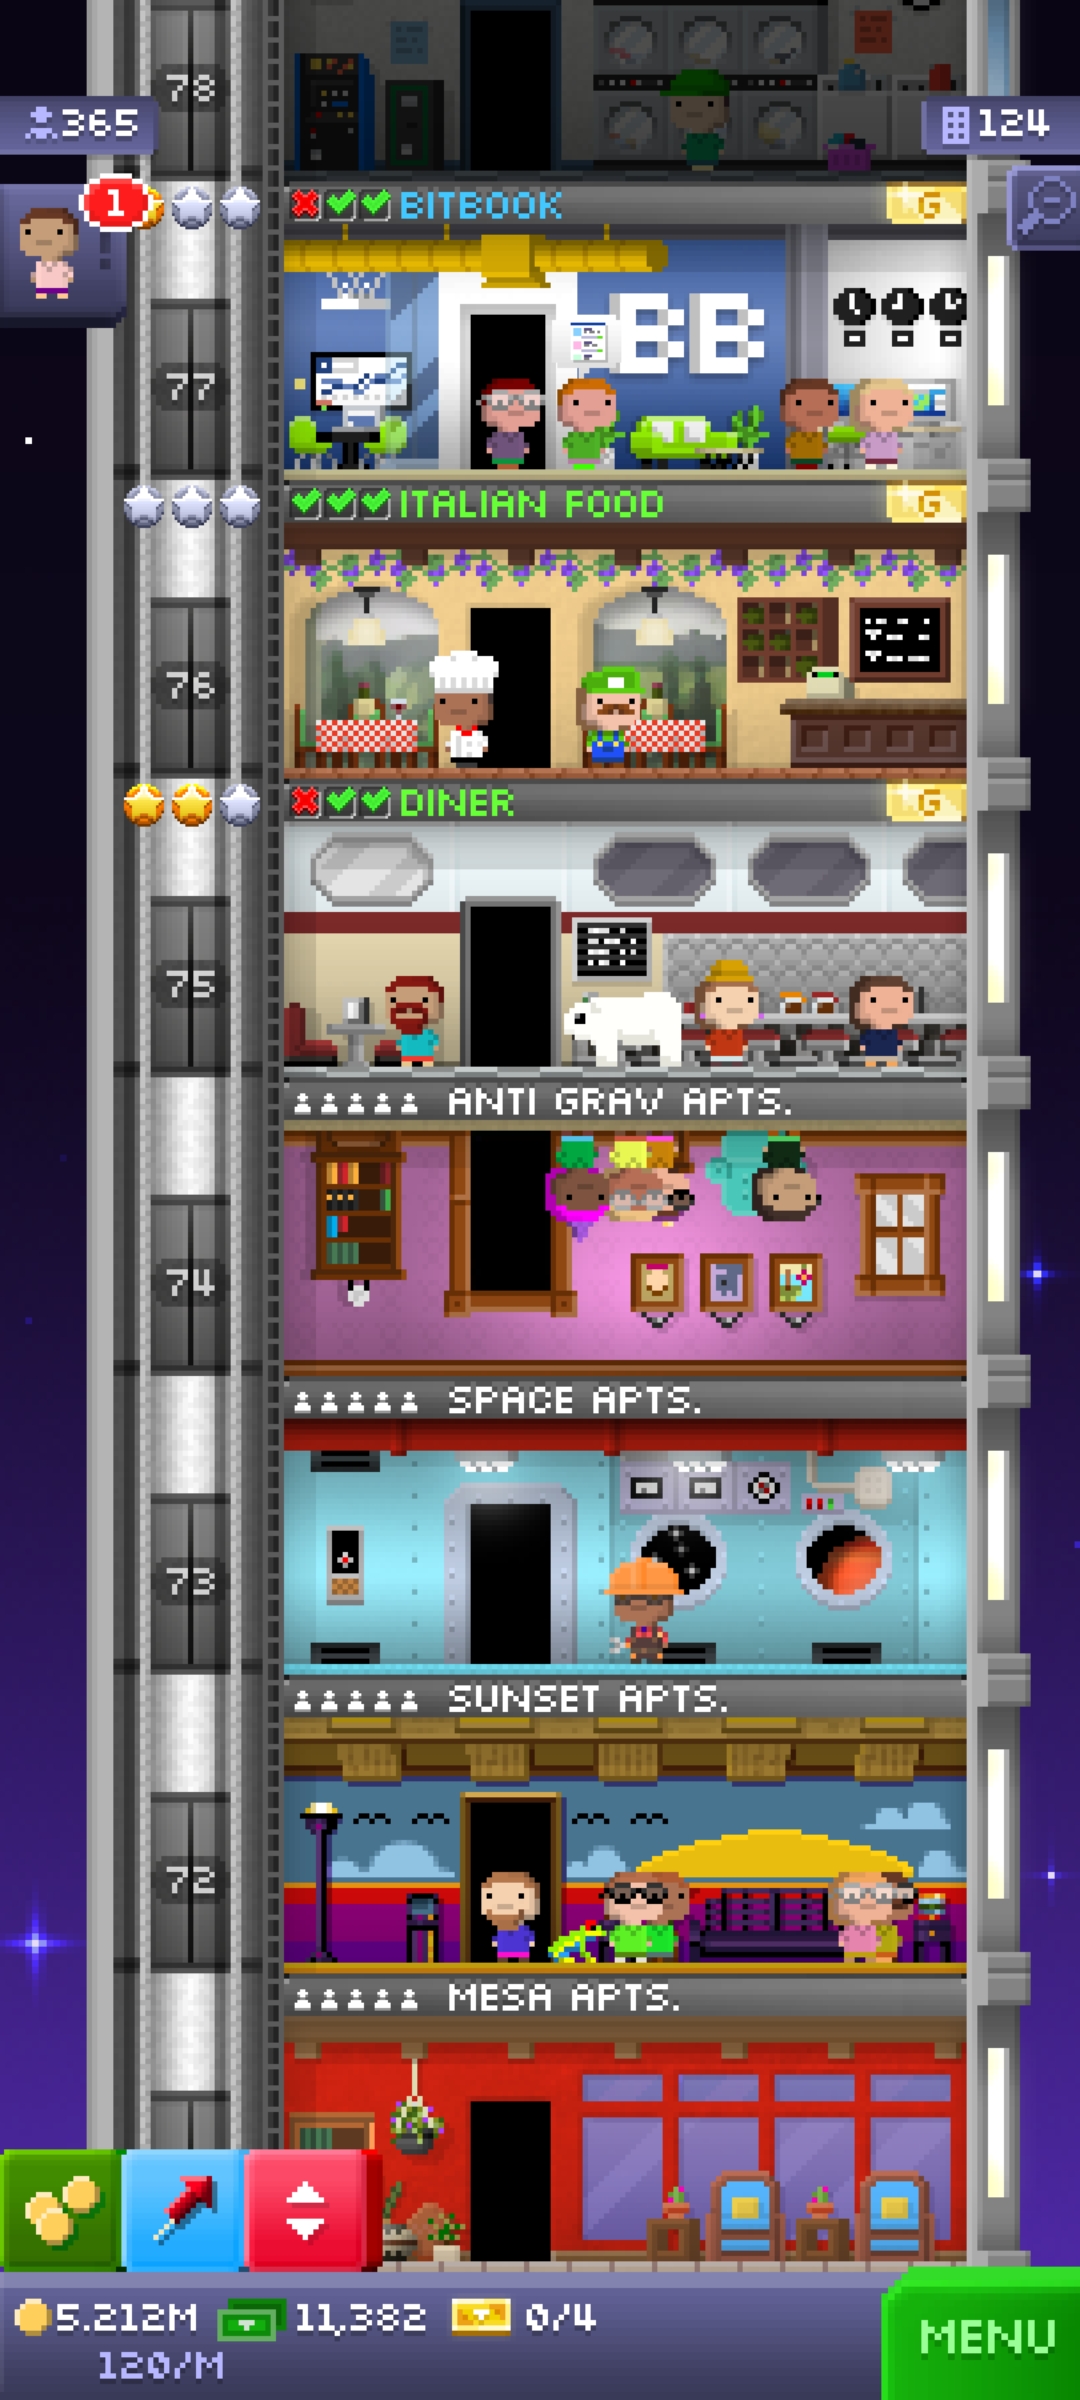 78
365
124
1
BITBOOK
G
BB
77
ITALIAN FOOD
G
76
DINER
G
75
ANTI GRAV APTS.
74
SPACE APTS.
73
SUNSET APTS.
72
MESA APTS.
5.212M
11,382
0/4
120/M
MENU